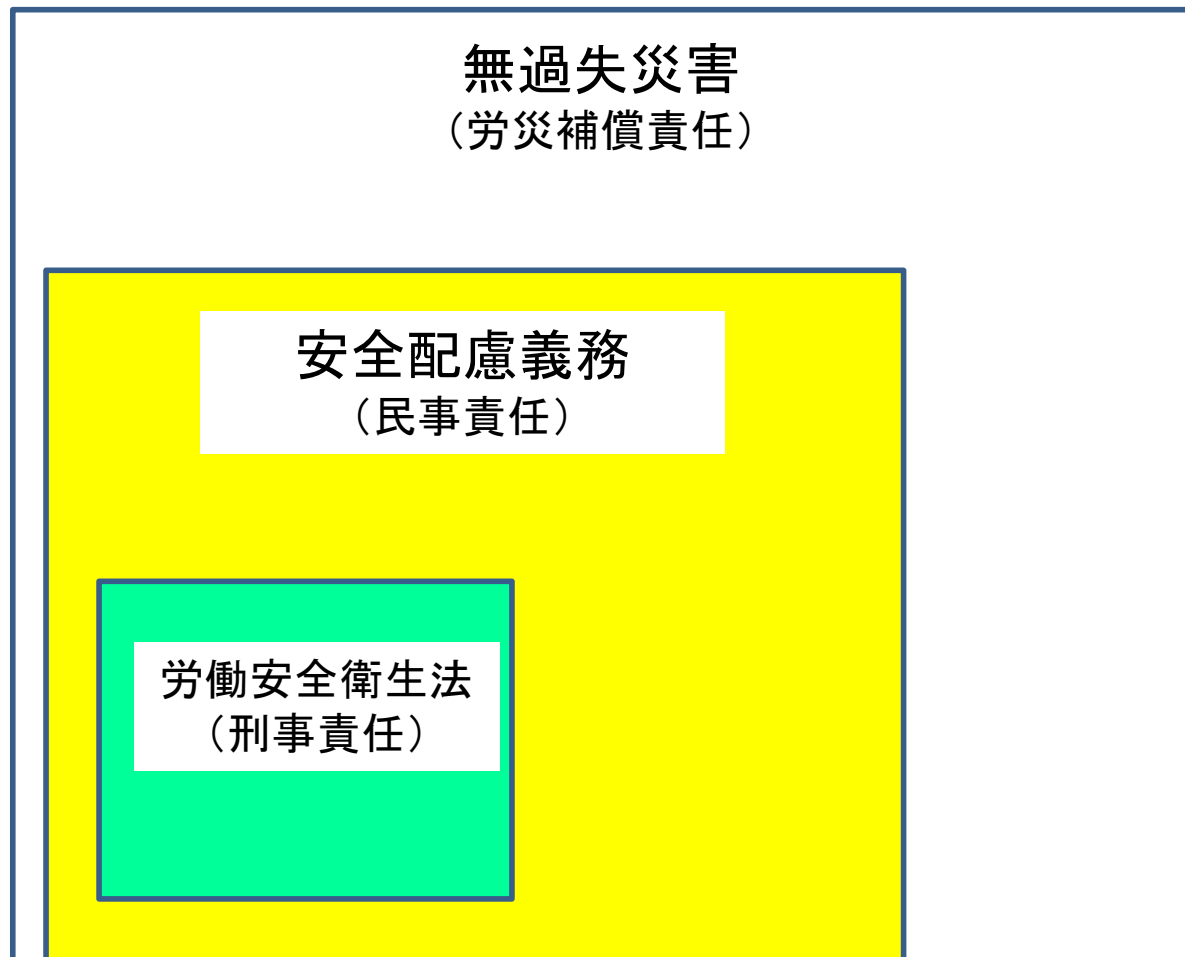 無過失災害
（労災補償責任）
安全配慮義務
（民事責任）
労働安全衛生法
（刑事責任）